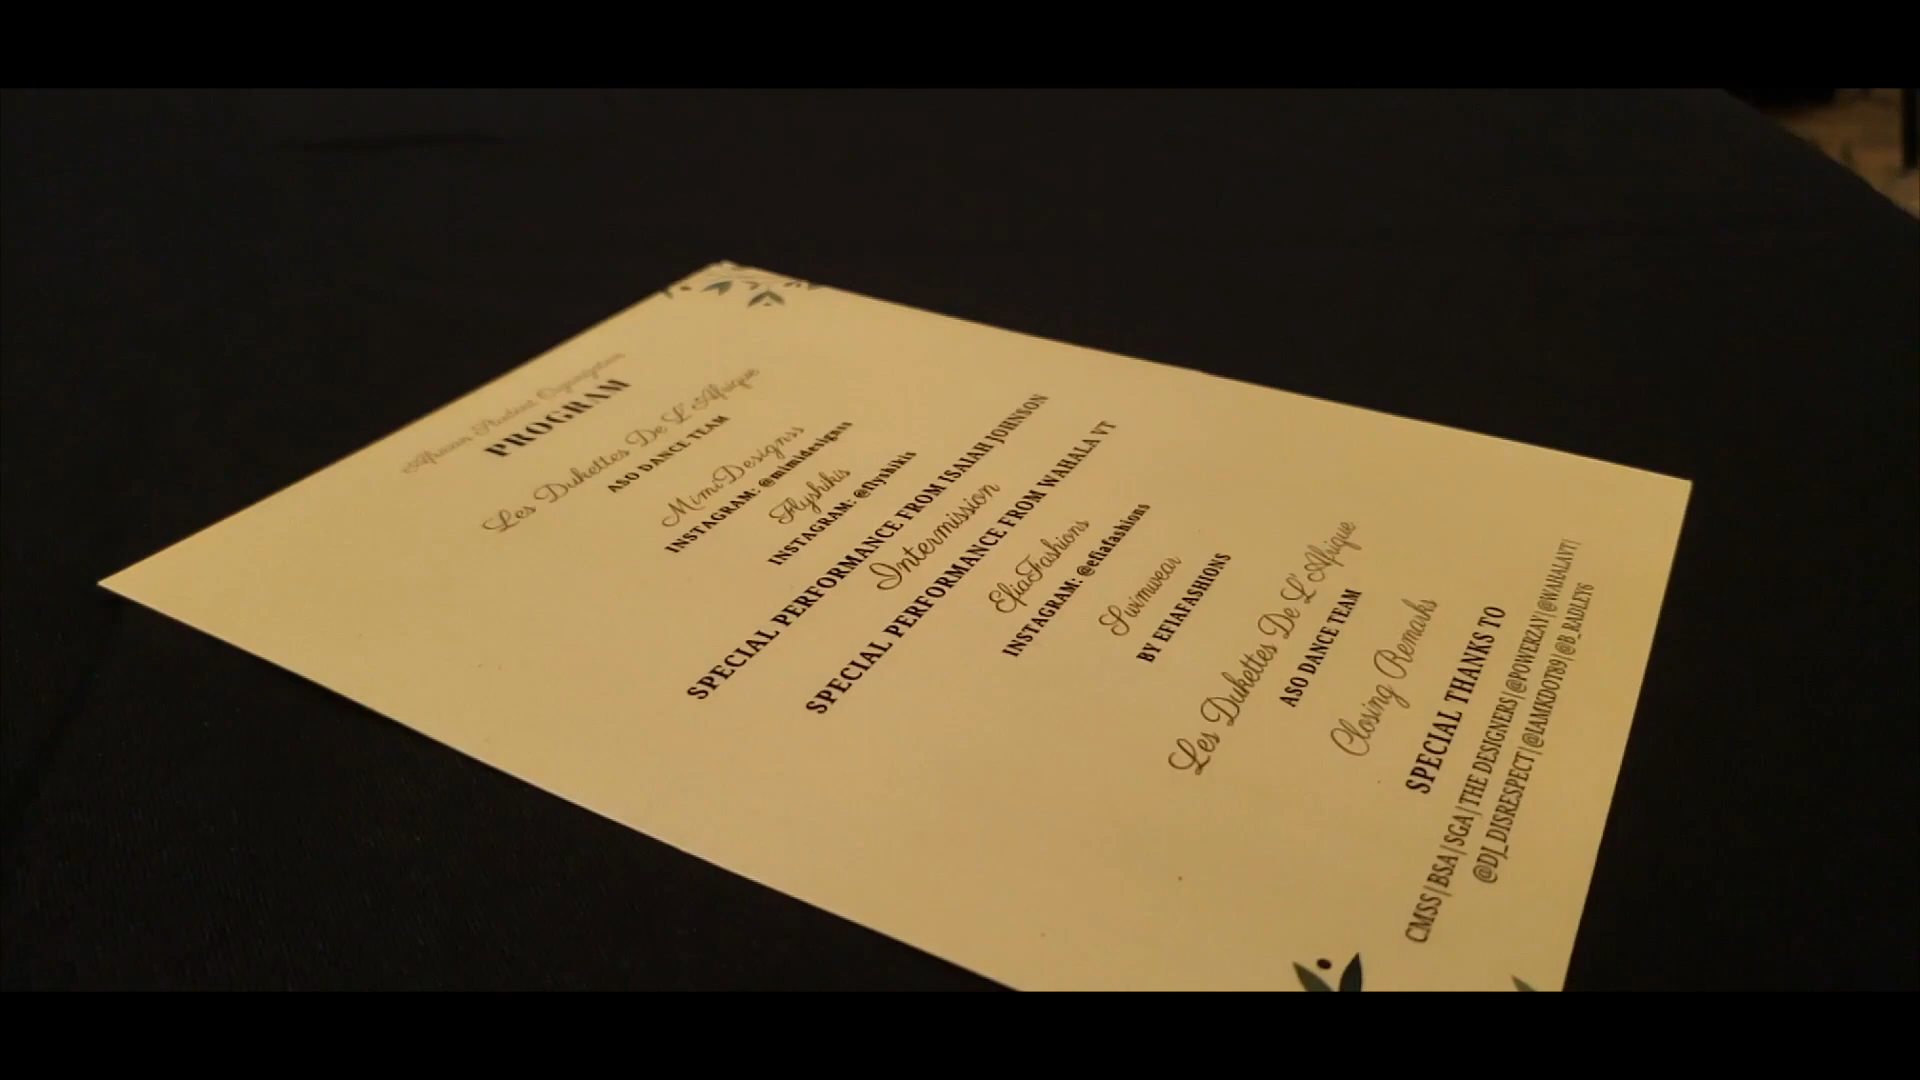 African Student Organization
PROGRAM
Les Dukettes De L'Afrique
ASO DANCE TEAM
MimiDesignss
INSTAGRAM: @mimidesignss
Flyshikis
INSTAGRAM: @flyshikis
SPECIAL PERFORMANCE FROM ISAIAH JOHNSON
Intermission
SPECIAL PERFORMANCE FROM WAHALA VT
EfiaFashions
INSTAGRAM: @efiafashions
Swimwear
BY EFIAFASHIONS
Les Dukettes De L'Afrique
ASO DANCE TEAM
Closing Remarks
SPECIAL THANKS TO
CMSS|BSA|SGA|THE DESIGNERS|@POWERZAY|@WAHALAVT|
@DJ_DISRESPECT|@IAMKDOT89|@B_RADLEY6